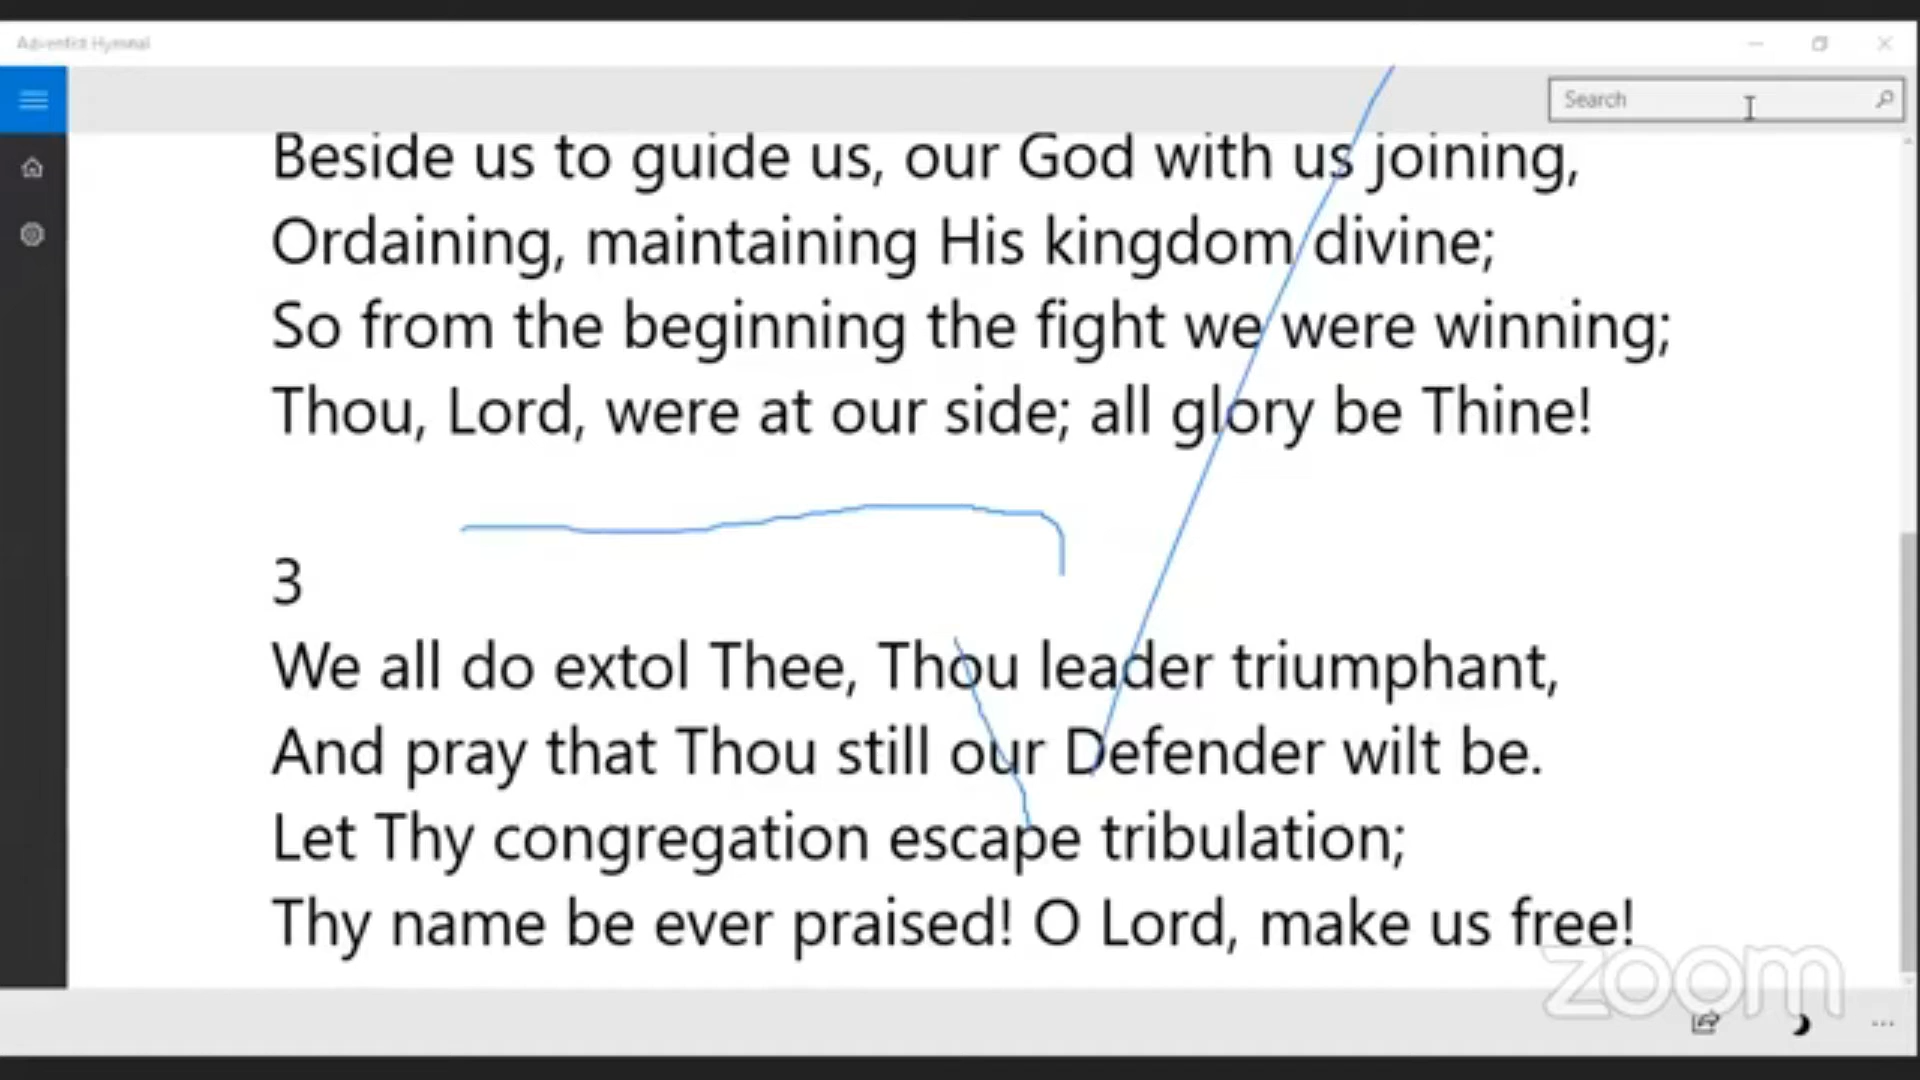 Adventist Hymnal
Search
Beside us to guide us, our God with us joining,
Ordaining, maintaining His kingdom divine;
So from the beginning the fight we were winning;
Thou, Lord, were at our side; all glory be Thine!
3
We all do extol Thee, Thou leader triumphant,
And pray that Thou still our Defender wilt be.
Let Thy congregation escape tribulation;
Thy name be ever praised! O Lord, make us free!
zoom